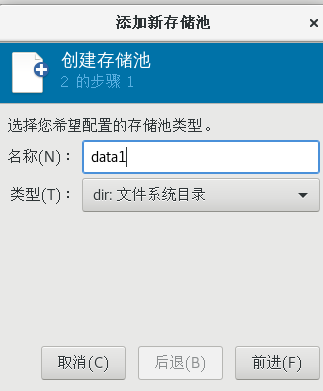 添加新存储池
×
创建存储池
2 的步骤 1
选择您希望配置的存储池类型。
名称(N)： data1
类型(T)： dir: 文件系统目录
取消(C) 后退(B) 前进(F)